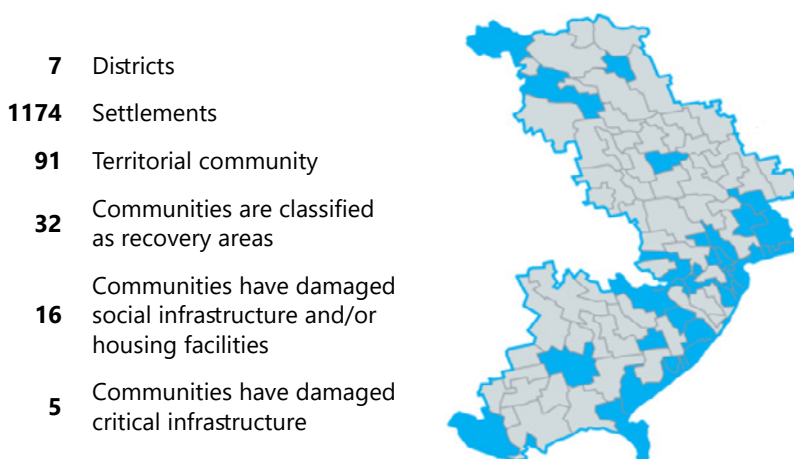 7 Districts
1174 Settlements
91 Territorial community
32 Communities are classified
as recovery areas
16 Communities have damaged
social infrastructure and/or
housing facilities
5 Communities have damaged
critical infrastructure